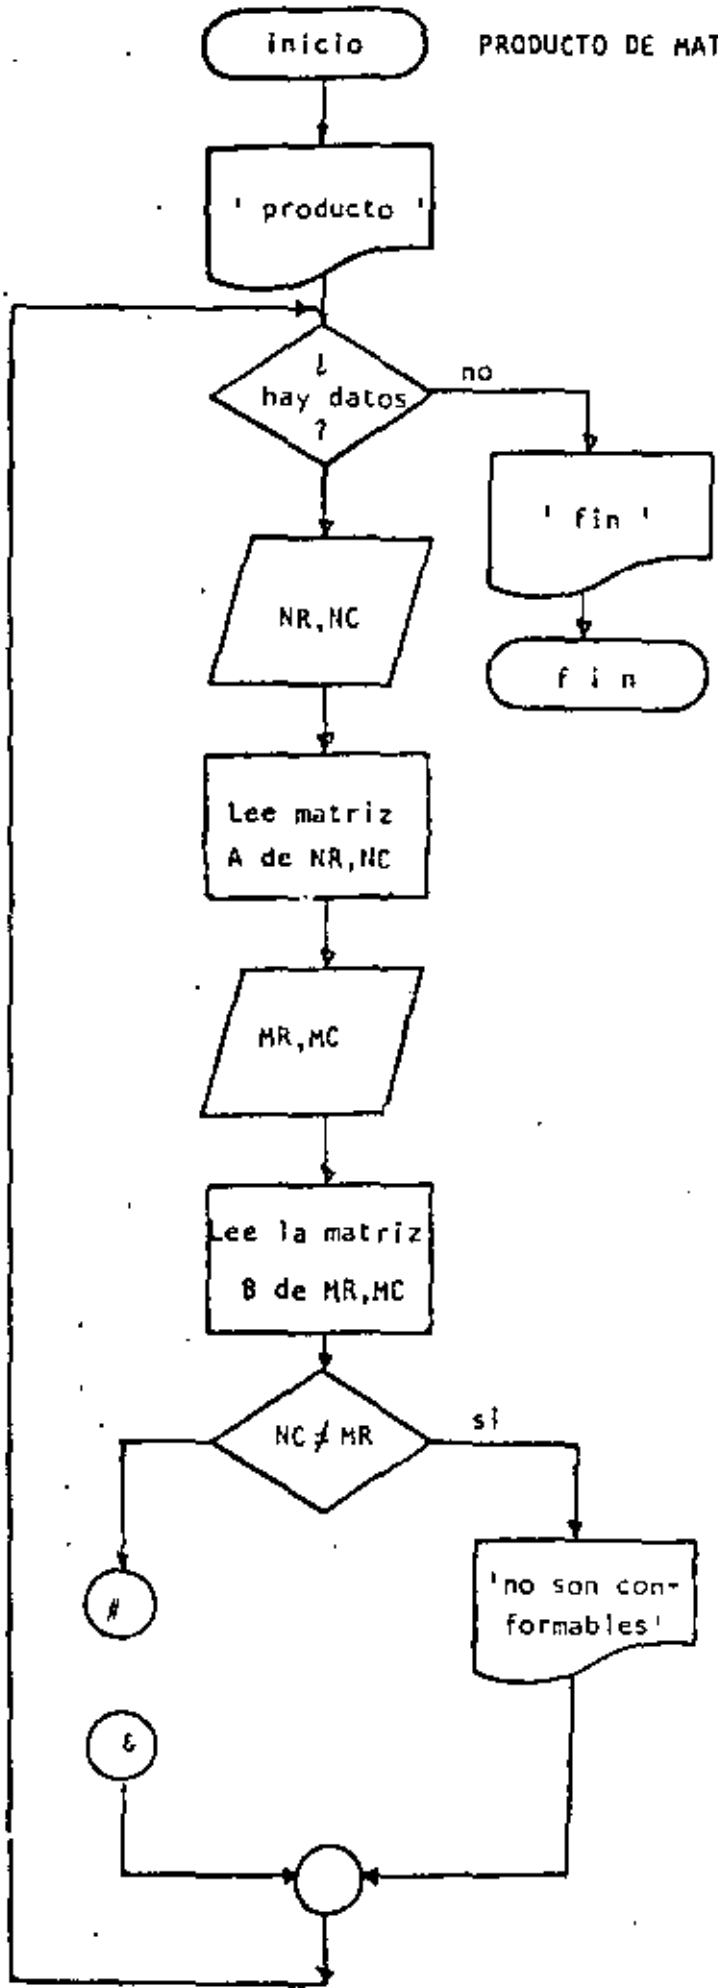 inicio
PRODUCTO DE MAT
' producto '
¿
hay datos
?
no
' fin '
f i n
NR,NC
Lee matriz
A de NR,NC
MR,MC
Lee la matriz
B de MR,MC
NC ≠ MR
si
'no son con-
formables'
#
&